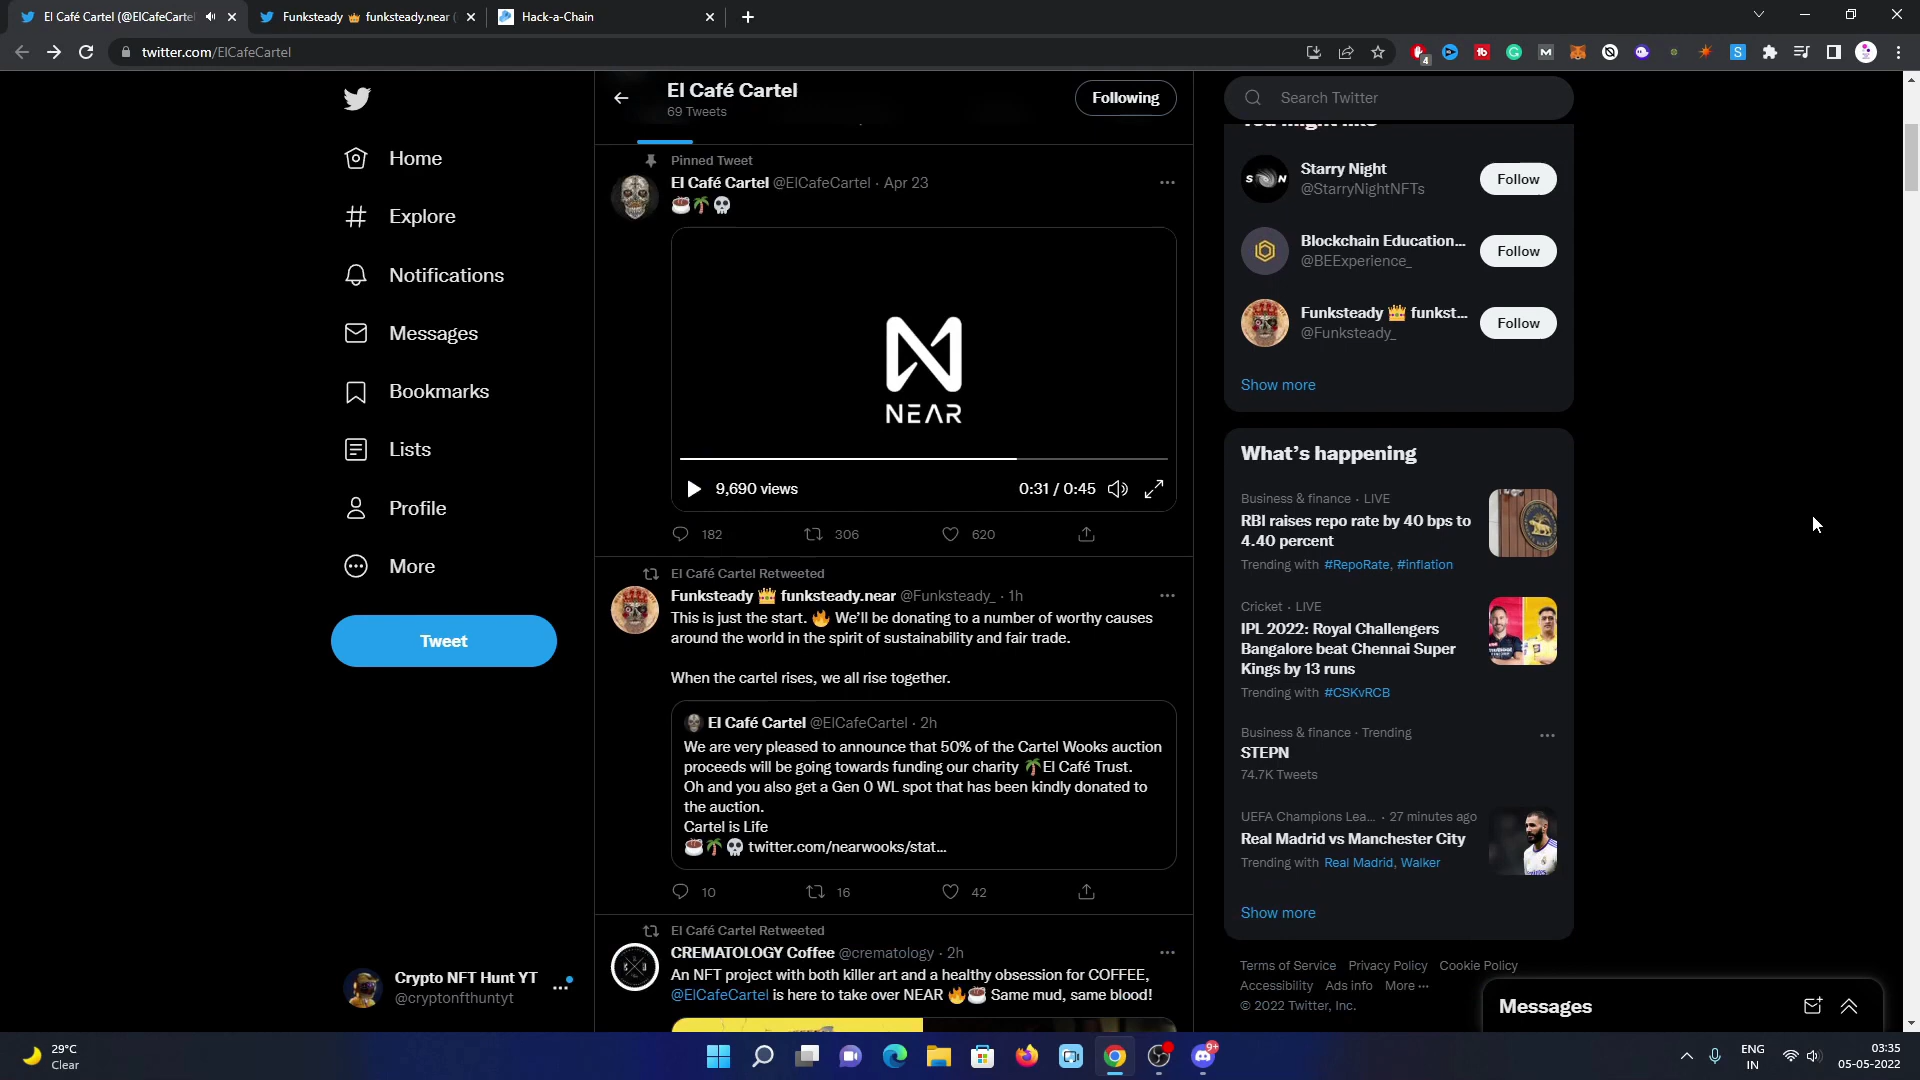 El Cafe Cartel (@ElCafeCartel
Funksteady 👑 funksteady.near (
Hack-a-Chain
twitter.com/ElCafeCartel
4
Home
Explore
Notifications
Messages
Bookmarks
Lists
Profile
More
Tweet
Crypto NFT Hunt YT
@cryptonfthuntyt
El Café Cartel
69 Tweets
Following
Pinned Tweet
El Café Cartel @ElCafeCartel · Apr 23
☕🌴💀
NEAR
9,690 views
0:31 / 0:45
182 306 620
El Café Cartel Retweeted
Funksteady 👑 funksteady.near @Funksteady_ · 1h
This is just the start. 🔥 We'll be donating to a number of worthy causes
around the world in the spirit of sustainability and fair trade.
When the cartel rises, we all rise together.
El Café Cartel @ElCafeCartel · 2h
We are very pleased to announce that 50% of the Cartel Wooks auction
proceeds will be going towards funding our charity 🌴El Café Trust.
Oh and you also get a Gen 0 WL spot that has been kindly donated to
the auction.
Cartel is Life
☕🌴💀 twitter.com/nearwooks/stat...
10 16 42
El Café Cartel Retweeted
CREMATOLOGY Coffee @crematology · 2h
An NFT project with both killer art and a healthy obsession for COFFEE,
@ElCafeCartel is here to take over NEAR 🔥☕ Same mud, same blood!
Search Twitter
You might like
Starry Night
@StarryNightNFTs
Follow
Blockchain Education...
@BEExperience_
Follow
Funksteady 👑 funkst...
@Funksteady_
Follow
Show more
What's happening
Business & finance · LIVE
RBI raises repo rate by 40 bps to
4.40 percent
Trending with #RepoRate, #inflation
Cricket · LIVE
IPL 2022: Royal Challengers
Bangalore beat Chennai Super
Kings by 13 runs
Trending with #CSKvRCB
Business & finance · Trending
STEPN
74.7K Tweets
UEFA Champions Lea... · 27 minutes ago
Real Madrid vs Manchester City
Trending with Real Madrid, Walker
Show more
Terms of Service Privacy Policy Cookie Policy
Accessibility Ads info More ···
© 2022 Twitter, Inc.
Messages
29°C
Clear
9+
ENG
IN
03:35
05-05-2022